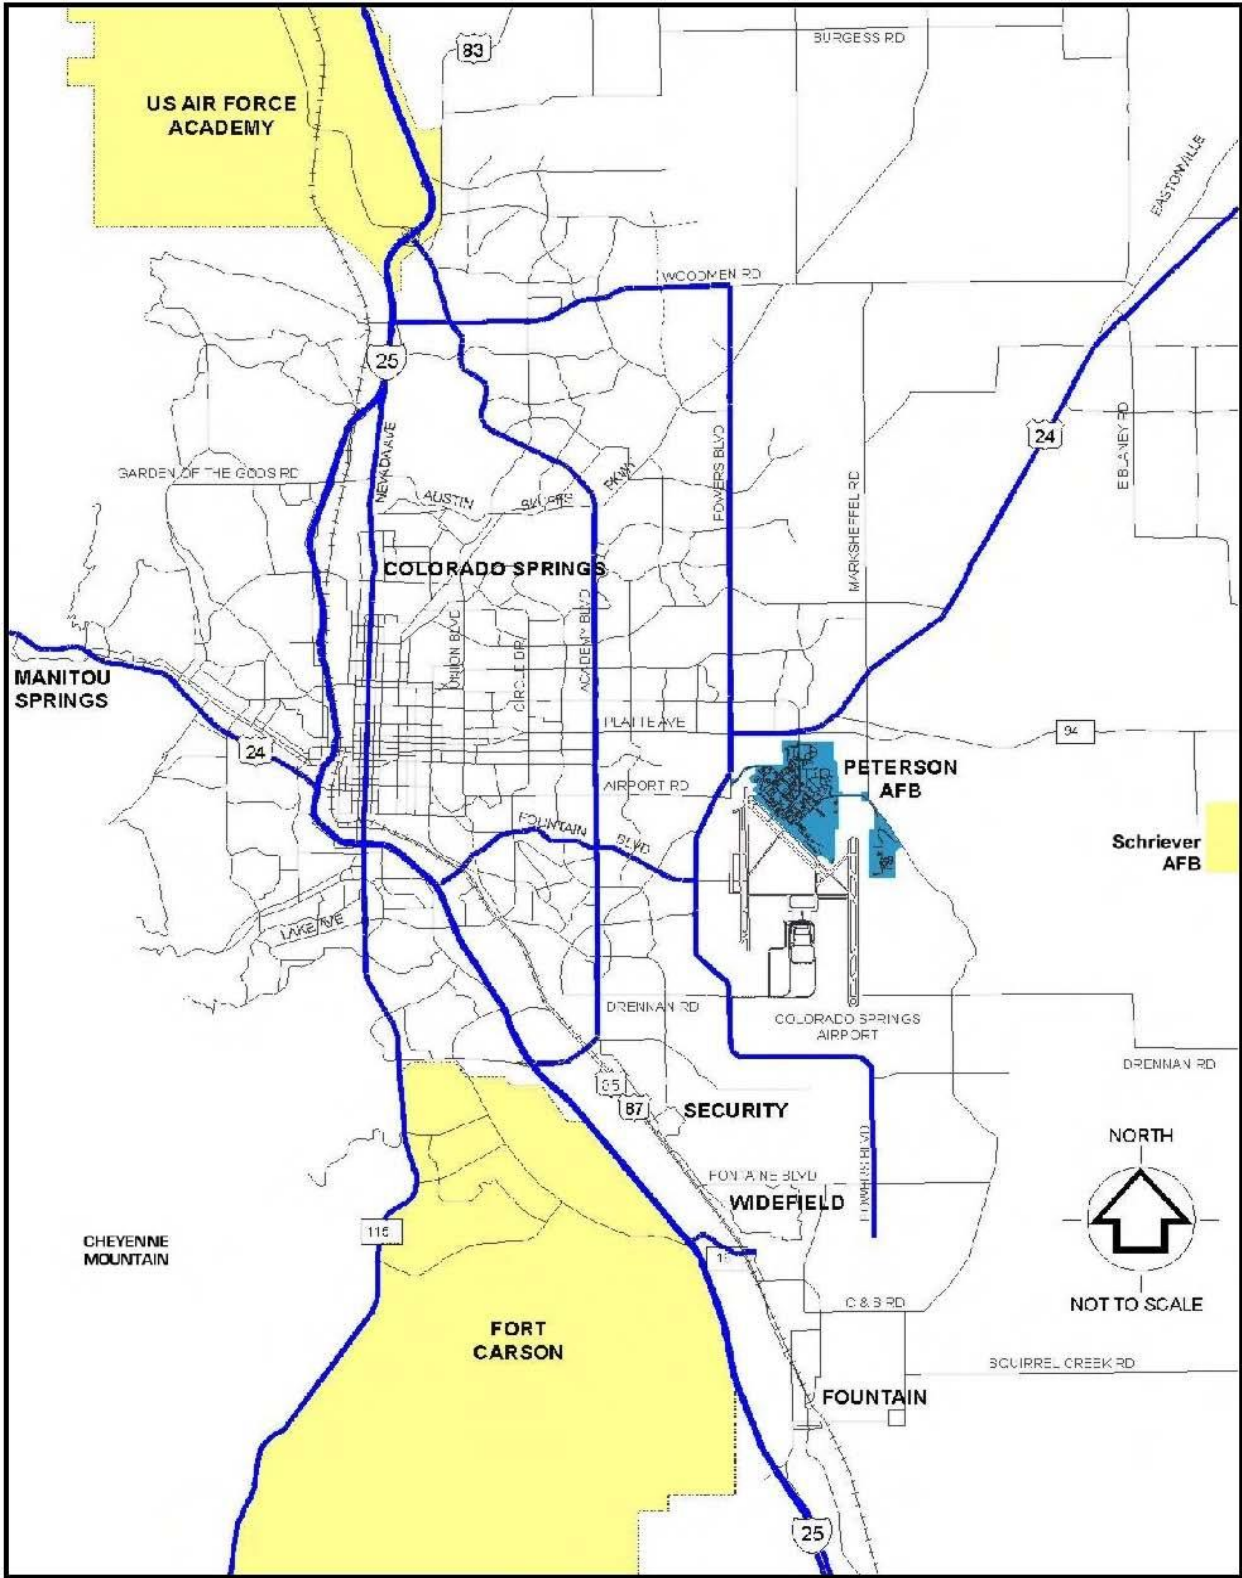 BURGESS RD
83
US AIR FORCE
ACADEMY
EASTONVILLE
WOODMEN RD
25
24
E BLANEY RD
NEVADA AVE
POWERS BLVD
GARDEN OF THE GODS RD
AUSTIN
BLUFFS
PKWY
MARKSHEFFEL RD
COLORADO SPRINGS
UNION BLVD
CIRCLE DR
ACADEMY BLVD
MANITOU
SPRINGS
PLATTE AVE
94
24
PETERSON
AFB
AIRPORT RD
FOUNTAIN
BLVD
Schriever
AFB
LAKE AVE
DRENNAN RD
COLORADO SPRINGS
AIRPORT
DRENNAN RD
85
87
SECURITY
NORTH
FONTAINE BLVD
POWERS BLVD
WIDEFIELD
115
CHEYENNE
MOUNTAIN
NOT TO SCALE
C & S RD
FORT
CARSON
SQUIRREL CREEK RD
FOUNTAIN
25